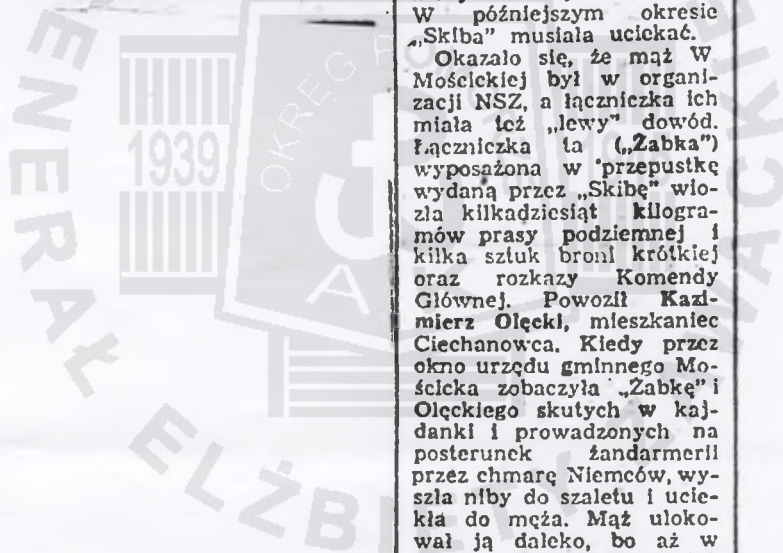 W późniejszym okresie
„Skiba” musiała uciekać.
Okazało się, że mąż W.
Mościckiej był w organi-
zacji NSZ, a łączniczka ich
miała też „lewy” dowód.
Łączniczka ta („Żabka”)
wyposażona w przepustkę
wydaną przez „Skibę” wio-
zła kilkadziesiąt kilogra-
mów prasy podziemnej i
kilka sztuk broni krótkiej
oraz rozkazy Komendy
Głównej. Powoził Kazi-
mierz Olęcki, mieszkaniec
Ciechanowca. Kiedy przez
okno urzędu gminnego Mo-
ścicka zobaczyła „Żabkę” i
Olęckiego skutych w kaj-
danki i prowadzonych na
posterunek żandarmerii
przez chmarę Niemców, wy-
szła niby do szaletu i ucie-
kła do męża. Mąż uloko-
wał ją daleko, bo aż w
1939
OKRĘG A
AK
ELŻBIETY